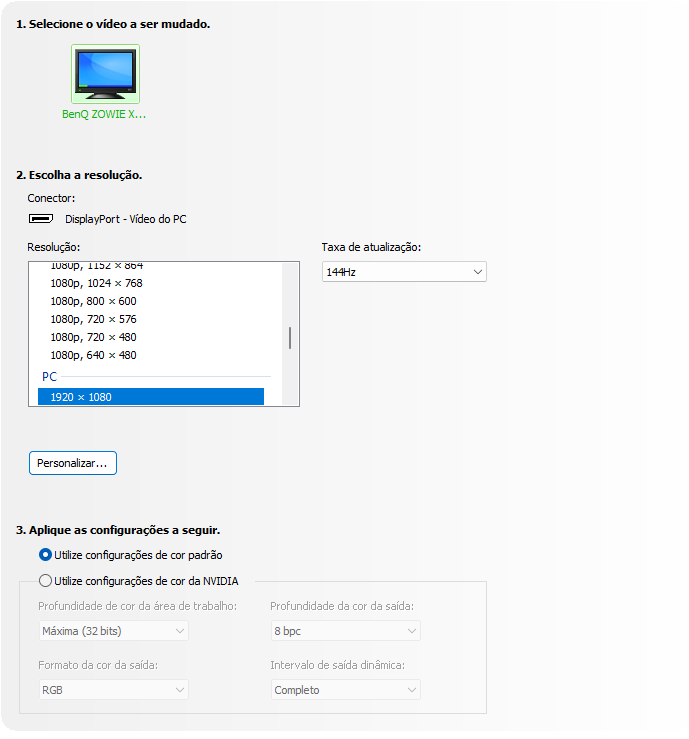 1. Selecione o vídeo a ser mudado.
BenQ ZOWIE X...
2. Escolha a resolução.
Conector:
DisplayPort - Vídeo do PC
Resolução:
Taxa de atualização:
1080p, 1152 × 864
144Hz
1080p, 1024 × 768
1080p, 800 × 600
1080p, 720 × 576
1080p, 720 × 480
1080p, 640 × 480
PC
1920 × 1080
Personalizar...
3. Aplique as configurações a seguir.
Utilize configurações de cor padrão
Utilize configurações de cor da NVIDIA
Profundidade de cor da área de trabalho:
Profundidade da cor da saída:
Máxima (32 bits)
8 bpc
Formato da cor da saída:
Intervalo de saída dinâmica:
RGB
Completo